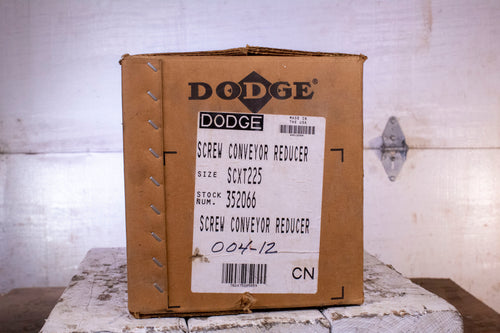 DODGE®
DODGE
MADE IN
THE USA
SCREW CONVEYOR REDUCER
SIZE SCXT225
STOCK
NUM. 352066
SCREW CONVEYOR REDUCER
004-12
CN